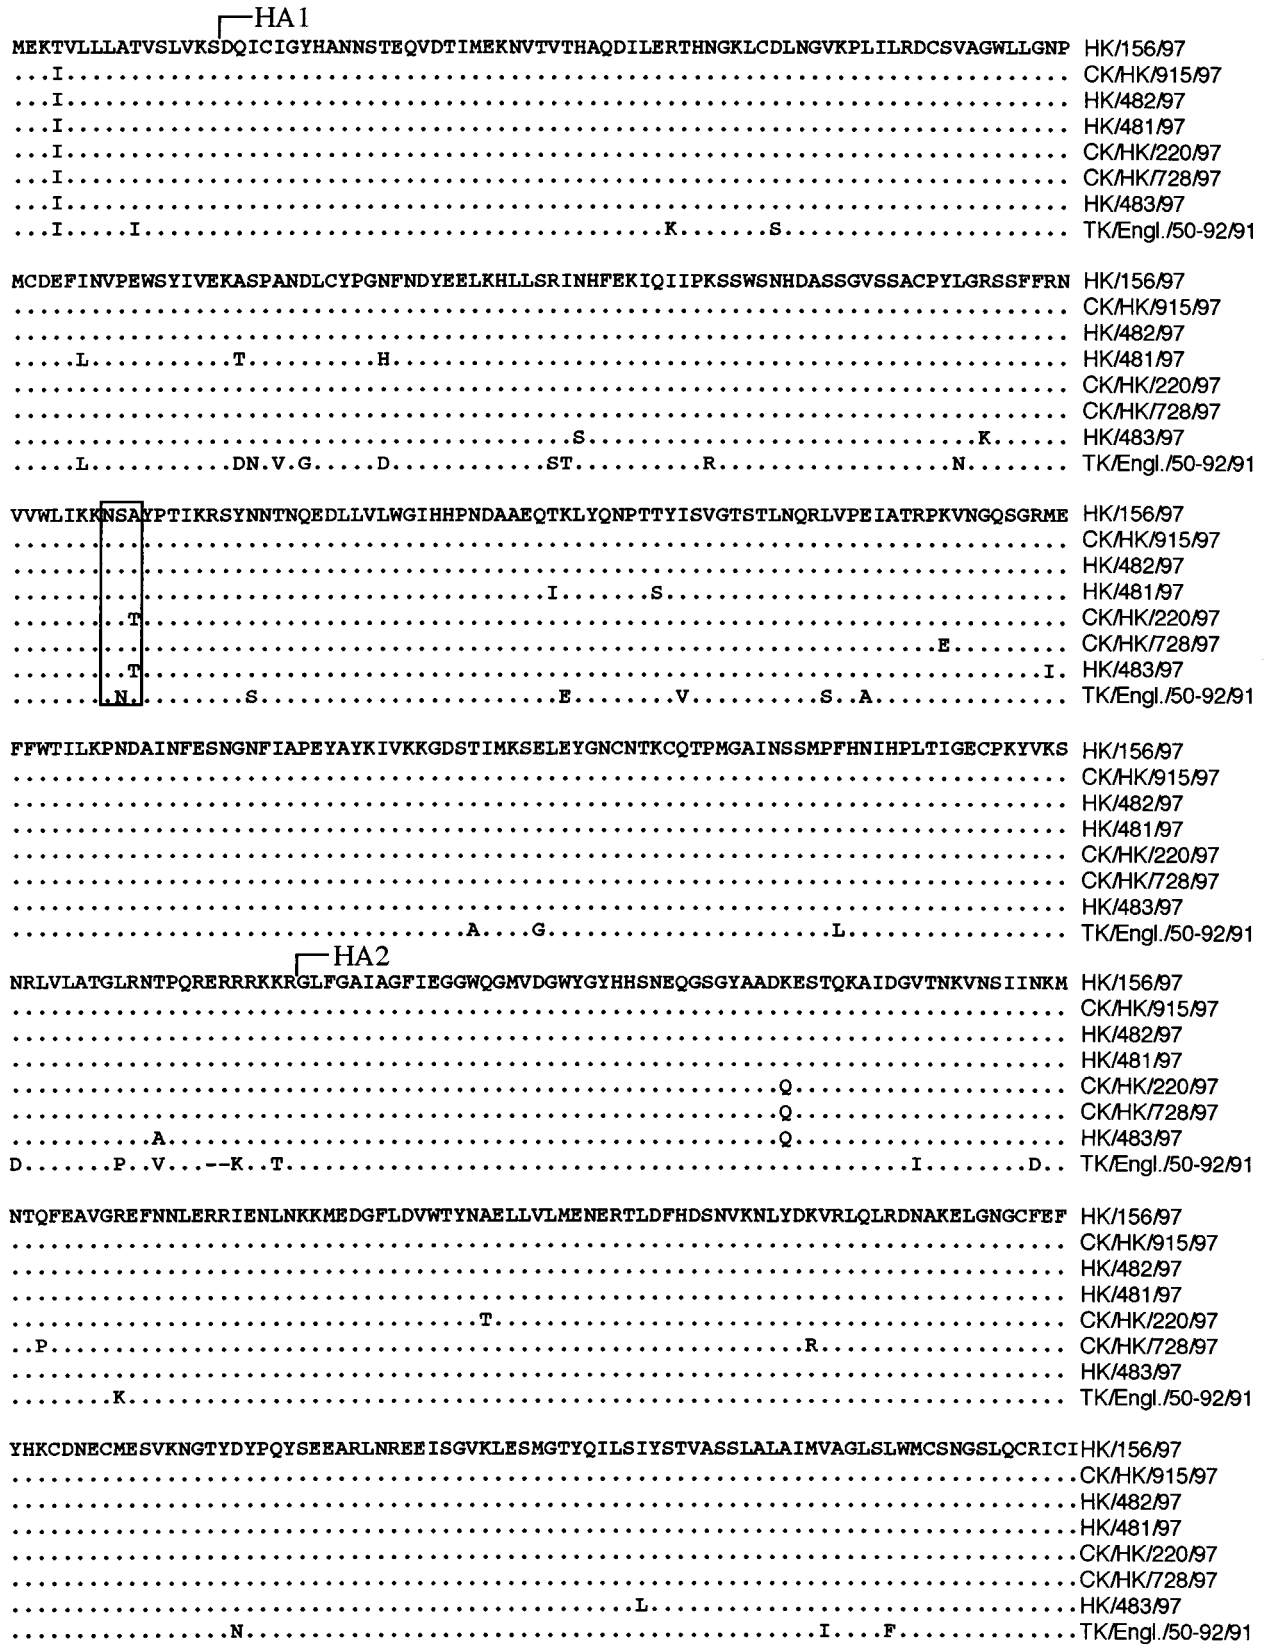 HA1
MEKTVLLLATVSLVKSDQICIGYHANNSTEQVDTIMEKNVTVTHAQDILERTHNGKLCDLNGVKPLILRDCSVAGWLLGNP HK/156/97
...I............................................................................. CK/HK/915/97
...I............................................................................. HK/482/97
...I............................................................................. HK/481/97
...I............................................................................. CK/HK/220/97
...I............................................................................. CK/HK/728/97
...I............................................................................. HK/483/97
...I.....I........................................K.......S...................... TK/Engl./50-92/91
MCDEFINVPEWSYIVEKASPANDLCYPGNFNDYEELKHLLSRINHFEKIQIIPKSSWSNHDASSGVSSACPYLGRSSFFRN HK/156/97
................................................................................. CK/HK/915/97
................................................................................. HK/482/97
.....L...........T..........H.................................................... HK/481/97
................................................................................. CK/HK/220/97
................................................................................. CK/HK/728/97
...........................................S..............................K...... HK/483/97
.....L...........DN.V.G.....D............ST..........R..................N........ TK/Engl./50-92/91
VVWLIKKNSAYPTIKRSYNNTNQEDLLVLWGIHHPNDAAEQTKLYQNPTTYISVGTSTLNQRLVPEIATRPKVNGQSGRME HK/156/97
................................................................................. CK/HK/915/97
................................................................................. HK/482/97
.........................................I.......S............................... HK/481/97
.........T....................................................................... CK/HK/220/97
.......................................................................E......... CK/HK/728/97
.........T.....................................................................I. HK/483/97
........N.........S.......................E........V..........S..A............... TK/Engl./50-92/91
FFWTILKPNDAINFESNGNFIAPEYAYKIVKKGDSTIMKSELEYGNCNTKCQTPMGAINSSMPFHNIHPLTIGECPKYVKS HK/156/97
................................................................................. CK/HK/915/97
................................................................................. HK/482/97
................................................................................. HK/481/97
................................................................................. CK/HK/220/97
................................................................................. CK/HK/728/97
................................................................................. HK/483/97
...................................A....G......................L................. TK/Engl./50-92/91
HA2
NRLVLATGLRNTPQRERRRKKRGLFGAIAGFIEGGWQGMVDGWYGYHHSNEQGSGYAADKESTQKAIDGVTNKVNSIINKM HK/156/97
................................................................................. CK/HK/915/97
................................................................................. HK/482/97
................................................................................. HK/481/97
...........................................................Q..................... CK/HK/220/97
...........................................................Q..................... CK/HK/728/97
...........A...............................................Q..................... HK/483/97
D.......P..V...--K..T................................................I........D.. TK/Engl./50-92/91
NTQFEAVGREFNNLERRIENLNKKMEDGFLDVWTYNAELLVLMENERTLDFHDSNVKNLYDKVRLQLRDNAKELGNGCFEF HK/156/97
................................................................................. CK/HK/915/97
................................................................................. HK/482/97
................................................................................. HK/481/97
....................................T............................................ CK/HK/220/97
..P..........................................................R................... CK/HK/728/97
................................................................................. HK/483/97
........K........................................................................ TK/Engl./50-92/91
YHKCDNECMESVKNGTYDYPQYSEEARLNREEISGVKLESMGTYQILSIYSTVASSLALAIMVAGLSLWMCSNGSLQCRICI HK/156/97
.................................................................................. CK/HK/915/97
.................................................................................. HK/482/97
.................................................................................. HK/481/97
.................................................................................. CK/HK/220/97
.................................................................................. CK/HK/728/97
................................................L................................. HK/483/97
.................N............................................I....F.............. TK/Engl./50-92/91